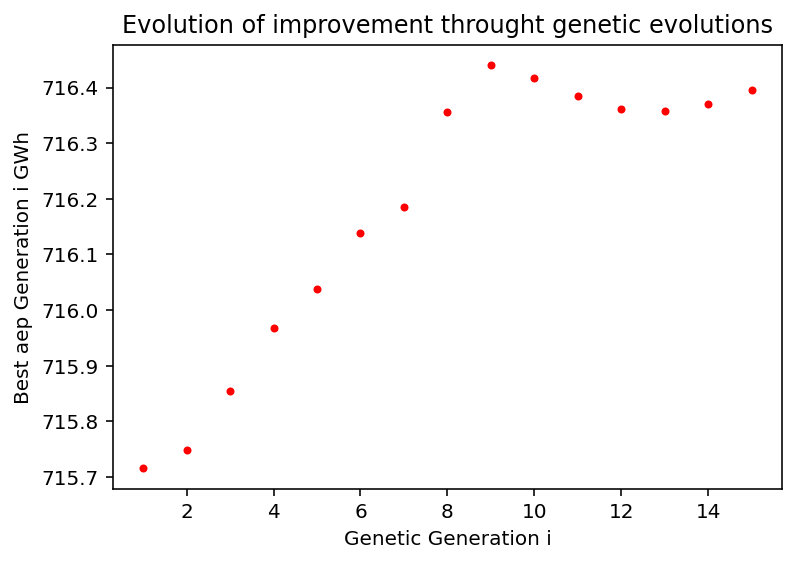 Evolution of improvement throught genetic evolutions
Best aep Generation i GWh
716.4
716.3
716.2
716.1
716.0
715.9
715.8
715.7
2 4 6 8 10 12 14
Genetic Generation i